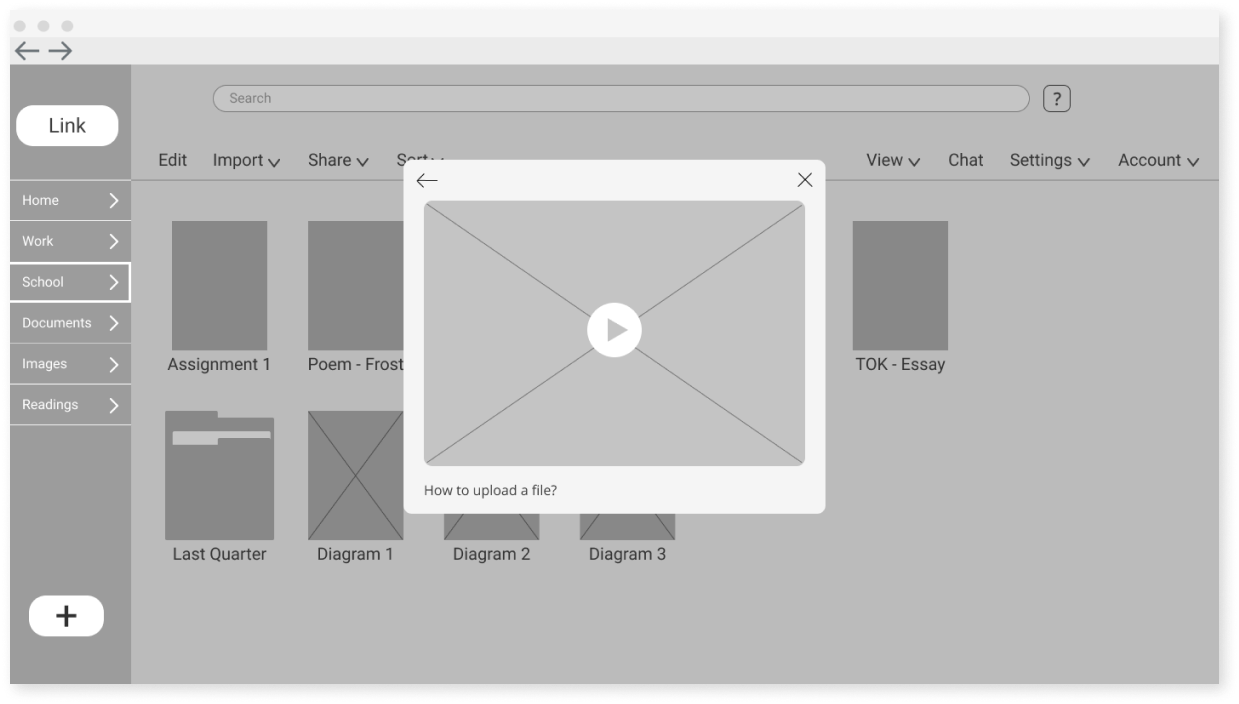 Search
?
Link
Edit Import Share Sort View Chat Settings Account
Home
Work
School
Documents
Images
Readings
Assignment 1 Poem - Frost TOK - Essay
How to upload a file?
Last Quarter Diagram 1 Diagram 2 Diagram 3
+